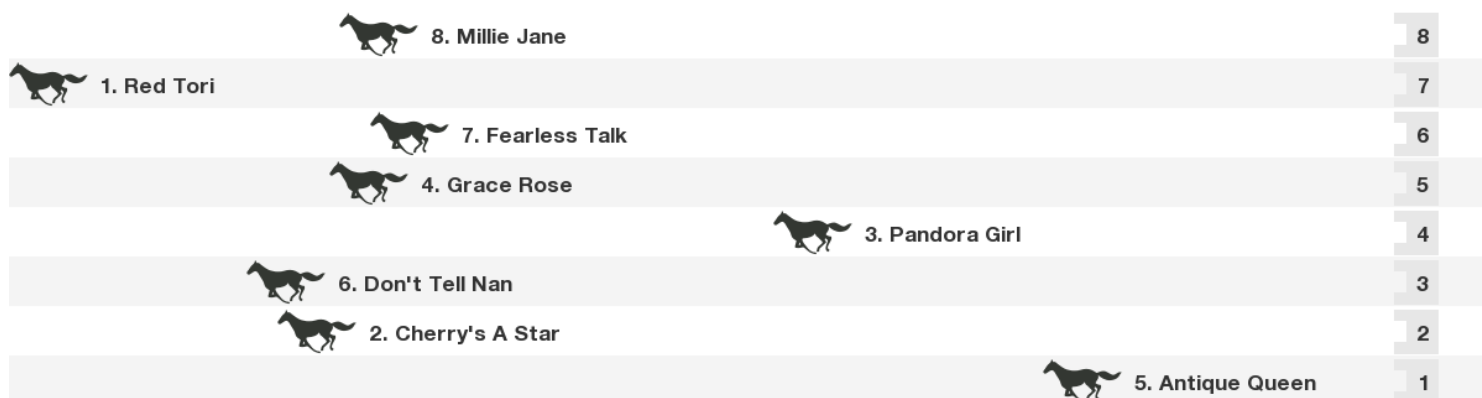 8. Millie Jane 8
1. Red Tori 7
7. Fearless Talk 6
4. Grace Rose 5
3. Pandora Girl 4
6. Don't Tell Nan 3
2. Cherry's A Star 2
5. Antique Queen 1